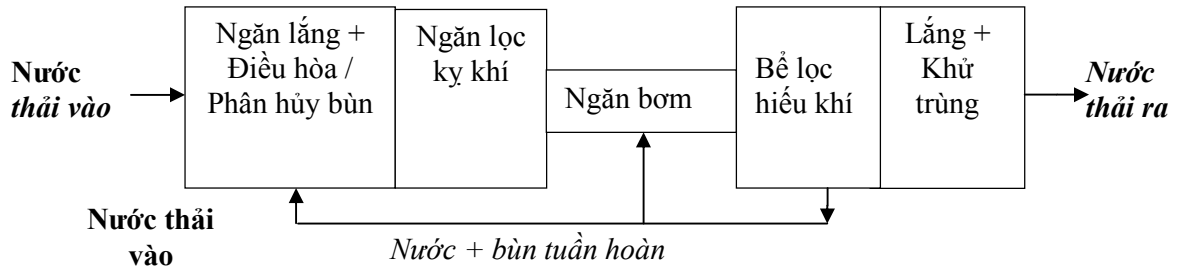 Nước
thải vào
Ngăn lắng +
Điều hòa /
Phân hủy bùn
Ngăn lọc
kỵ khí
Ngăn bơm
Bể lọc
hiếu khí
Lắng +
Khử
trùng
Nước
thải ra
Nước thải
vào
Nước + bùn tuần hoàn